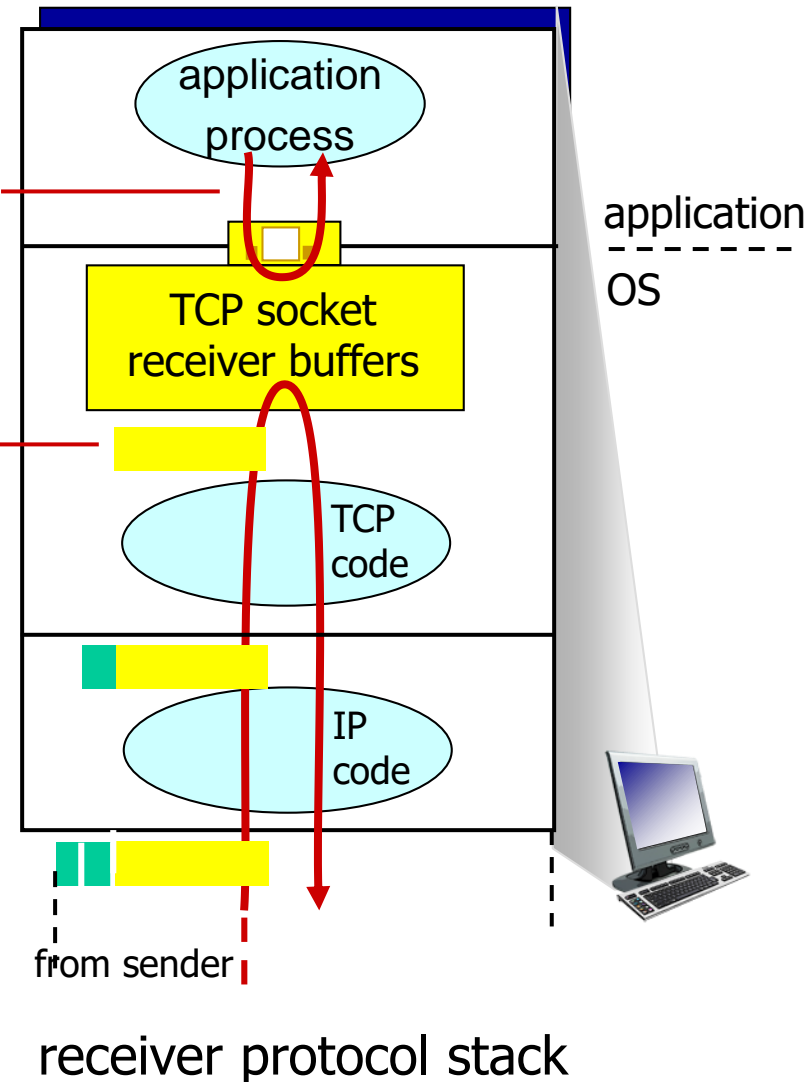 application
process
application
OS
TCP socket
receiver buffers
TCP
code
IP
code
from sender
receiver protocol stack